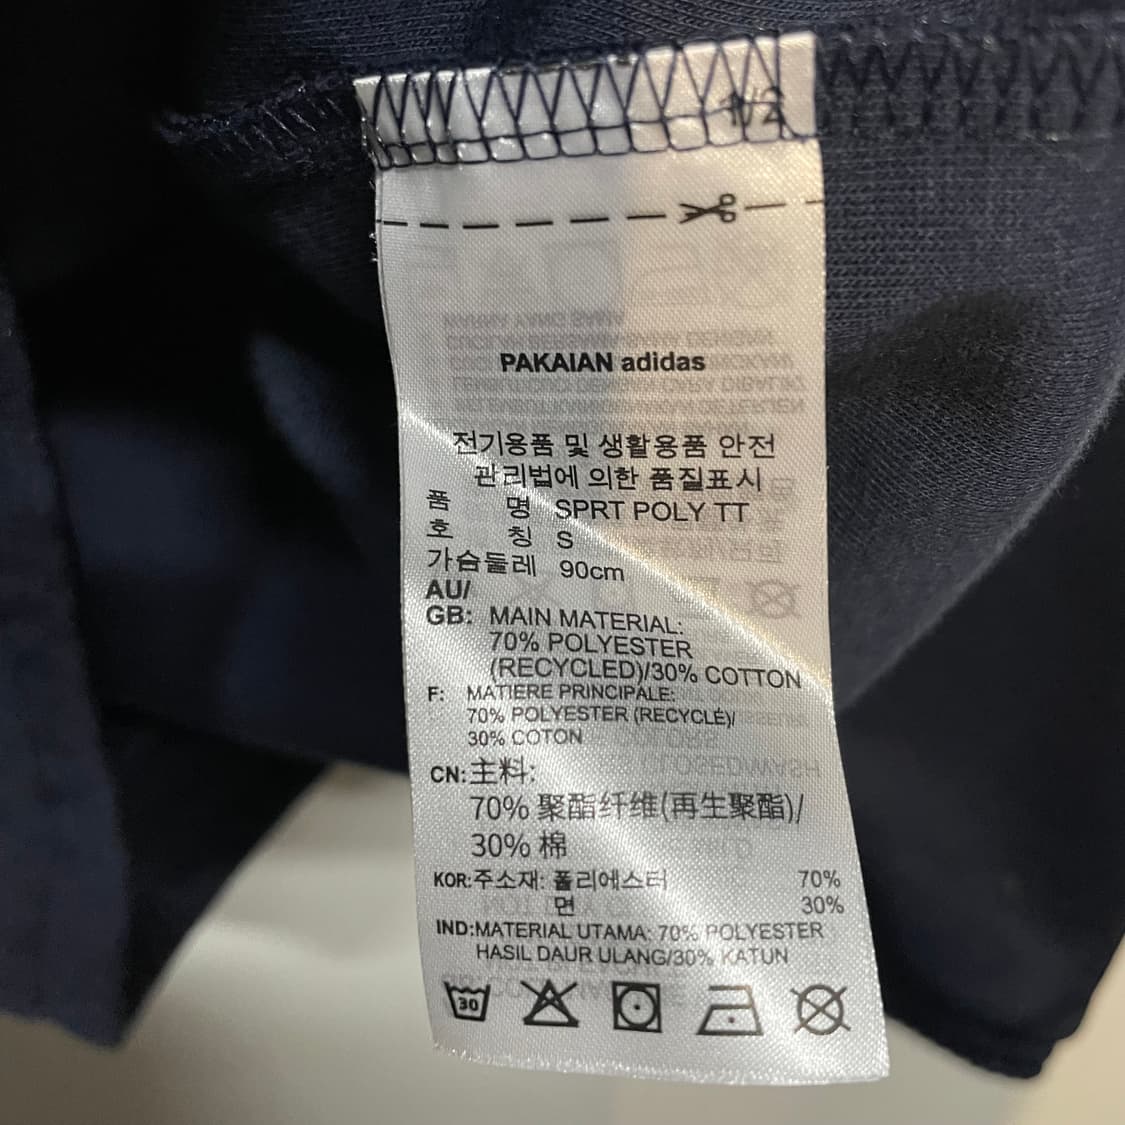 1/2
PAKAIAN adidas
전기용품 및 생활용품 안전
관리법에 의한 품질표시
품 명 SPRT POLY TT
호 칭 S
가슴둘레 90cm
AU/
GB: MAIN MATERIAL:
70% POLYESTER
(RECYCLED)/30% COTTON
F: MATIERE PRINCIPALE:
70% POLYESTER (RECYCLÉ)/
30% COTON
CN:主料:
70% 聚酯纤维(再生聚酯)/
30% 棉
KOR:주소재: 폴리에스터 70%
면 30%
IND:MATERIAL UTAMA: 70% POLYESTER
HASIL DAUR ULANG/30% KATUN
30